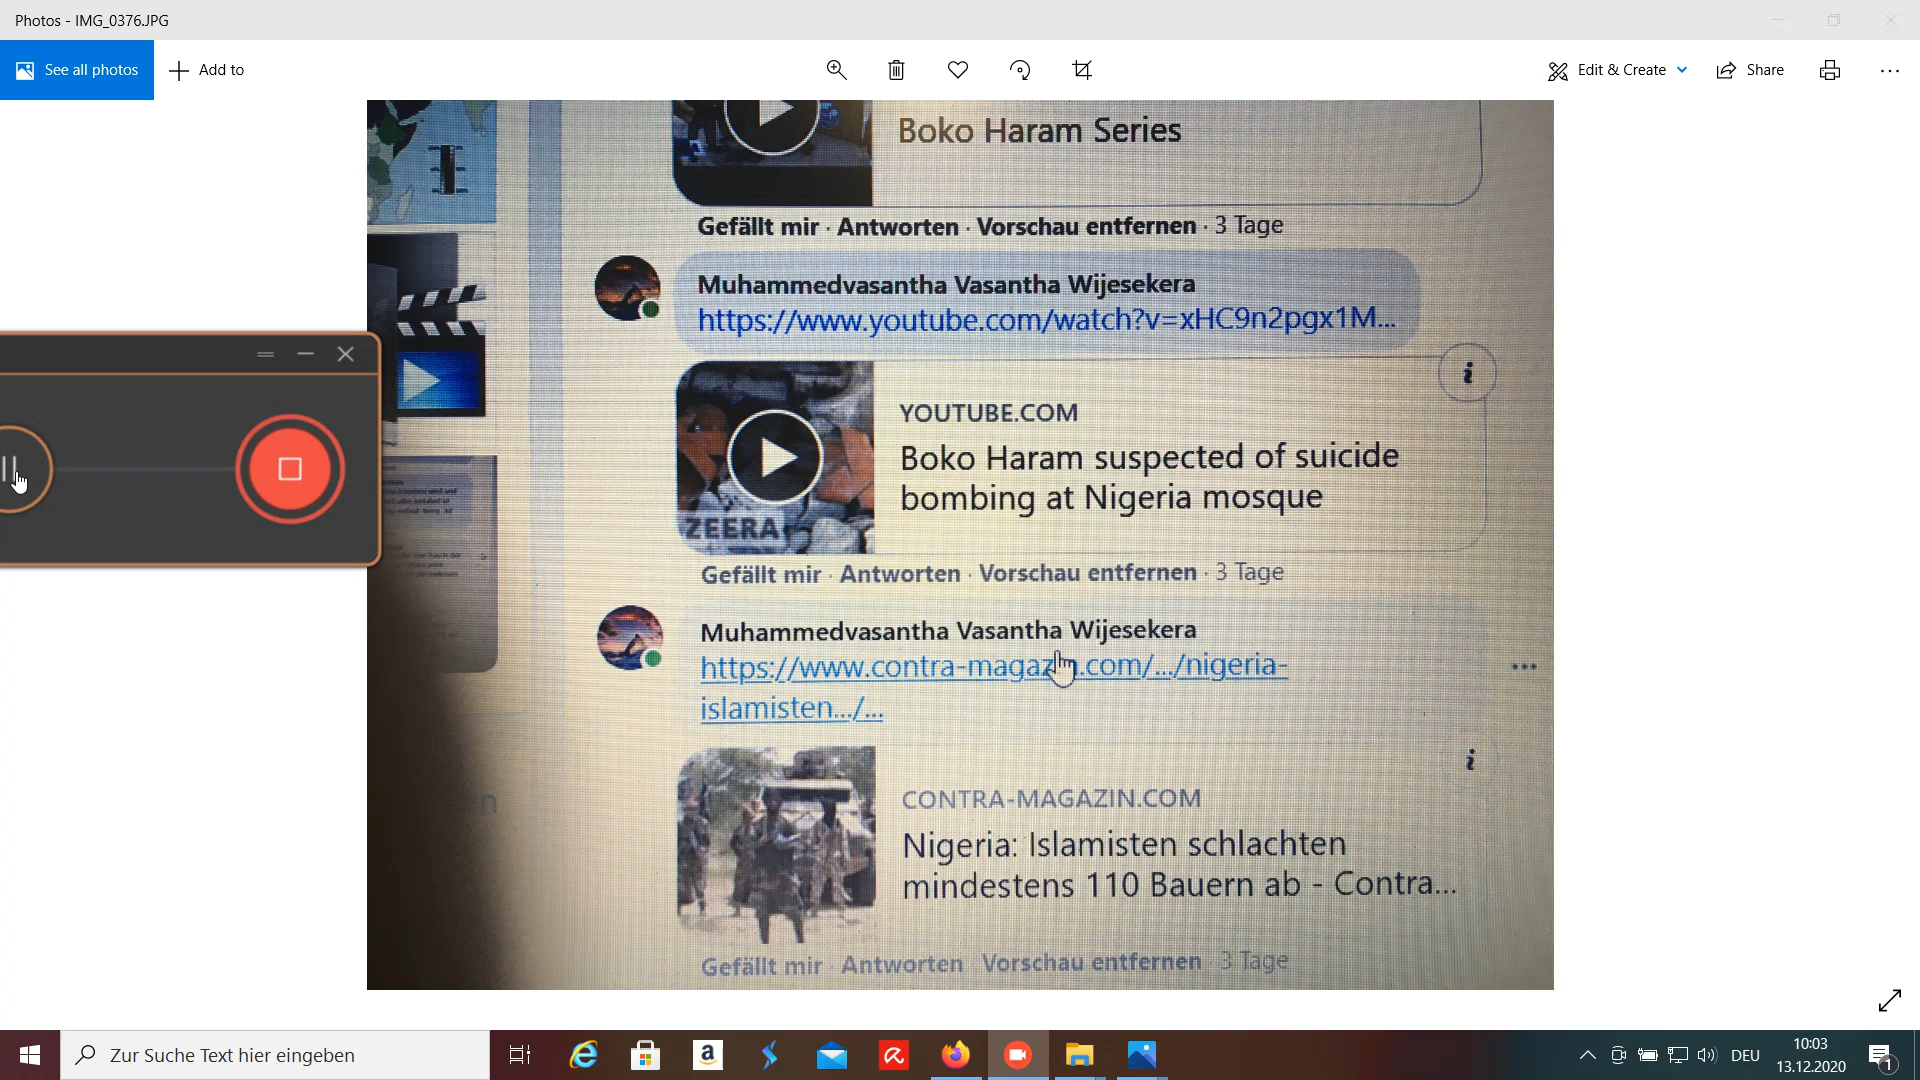 Photos - IMG_0376.JPG
See all photos
Add to
Edit & Create
Share
Boko Haram Series
Gefällt mir · Antworten · Vorschau entfernen · 3 Tage
Muhammedvasantha Vasantha Wijesekera
https://www.youtube.com/watch?v=xHC9n2pgx1M...
YOUTUBE.COM
Boko Haram suspected of suicide
bombing at Nigeria mosque
ZEERA
Gefällt mir · Antworten · Vorschau entfernen · 3 Tage
Muhammedvasantha Vasantha Wijesekera
https://www.contra-magazin.com/.../nigeria-
islamisten.../...
CONTRA-MAGAZIN.COM
Nigeria: Islamisten schlachten
mindestens 110 Bauern ab - Contra...
Gefällt mir · Antworten · Vorschau entfernen · 3 Tage
Zur Suche Text hier eingeben
DEU
10:03
13.12.2020
1